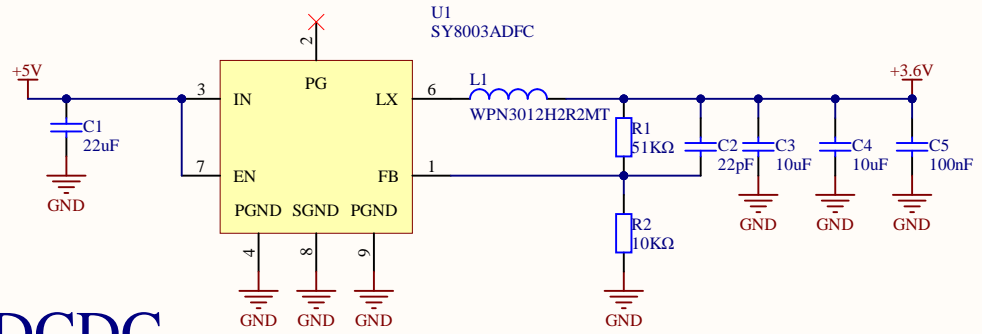 U1
SY8003ADFC
+5V
+3.6V
2
PG
3
IN
LX
6
L1
WPN3012H2R2MT
C1
22uF
R1
51KΩ
C2
22pF
C3
10uF
C4
10uF
C5
100nF
7
EN
FB
1
PGND
SGND
PGND
GND
GND
GND
GND
R2
10KΩ
4
8
9
GND
GND
GND
GND
DCDC